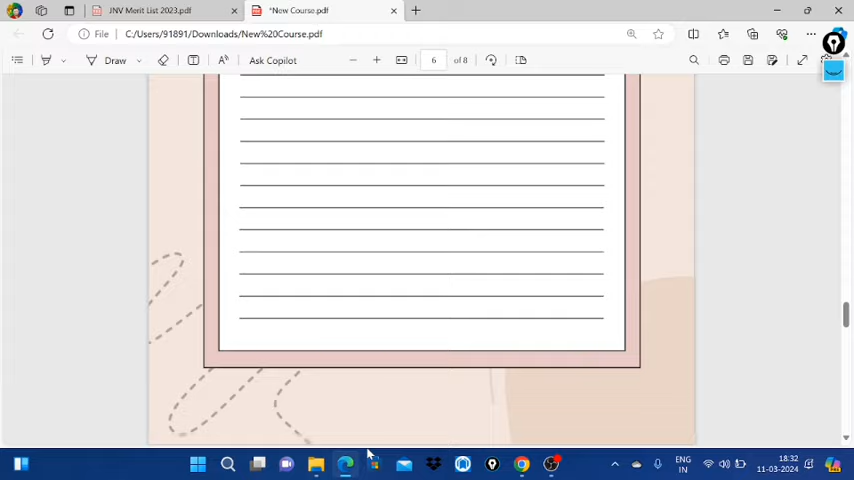 JNV Merit List 2023.pdf
*New Course.pdf
File
C:/Users/91891/Downloads/New%20Course.pdf
Draw
Ask Copilot
6
of 8
ENG
IN
18:32
11-03-2024